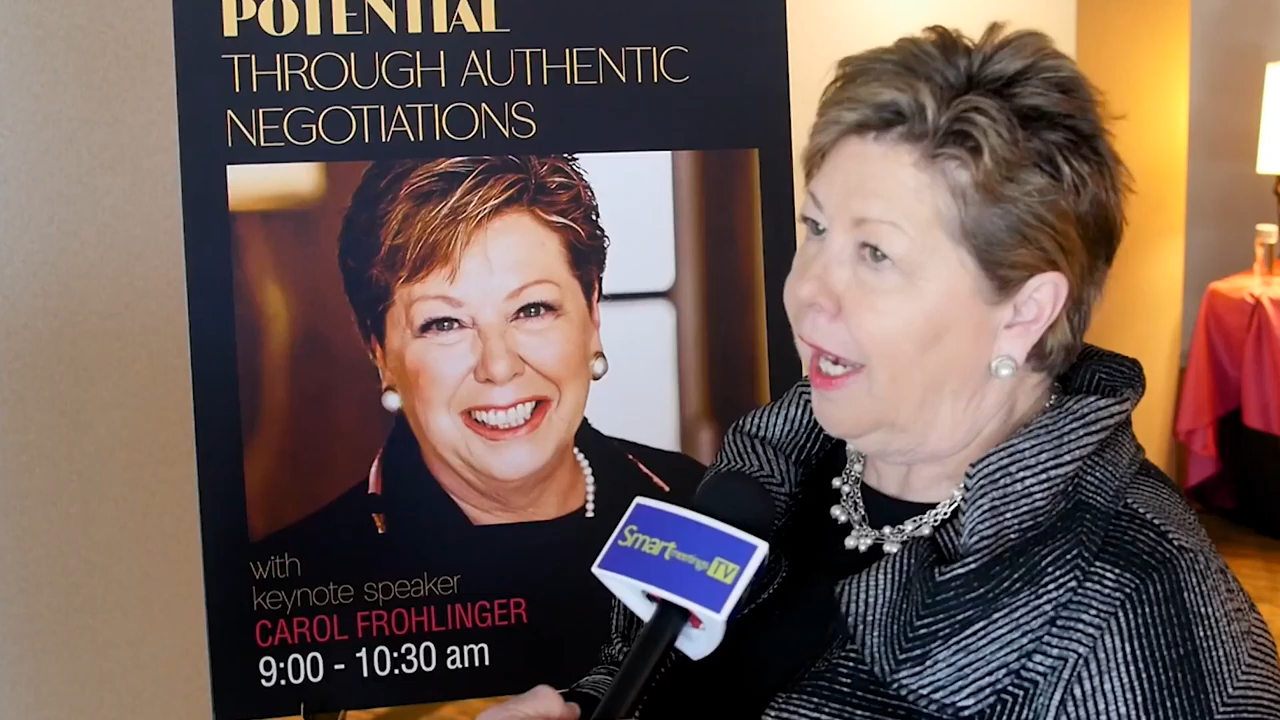 POTENTIAL
THROUGH AUTHENTIC
NEGOTIATIONS
with
keynote speaker
CAROL FROHLINGER
9:00 - 10:30 am
Smart meetings TV